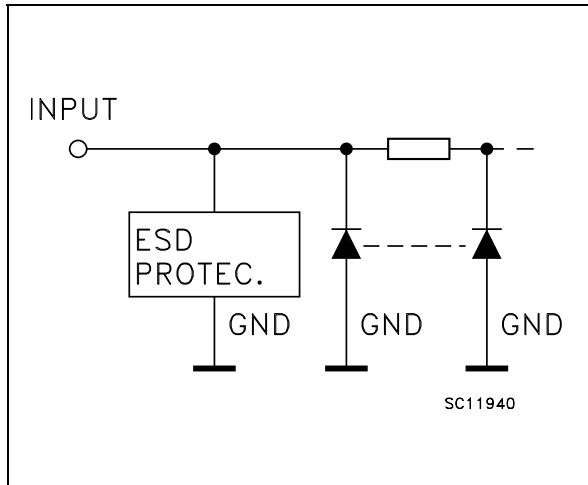 INPUT
ESD
PROTEC.
GND GND GND
SC11940